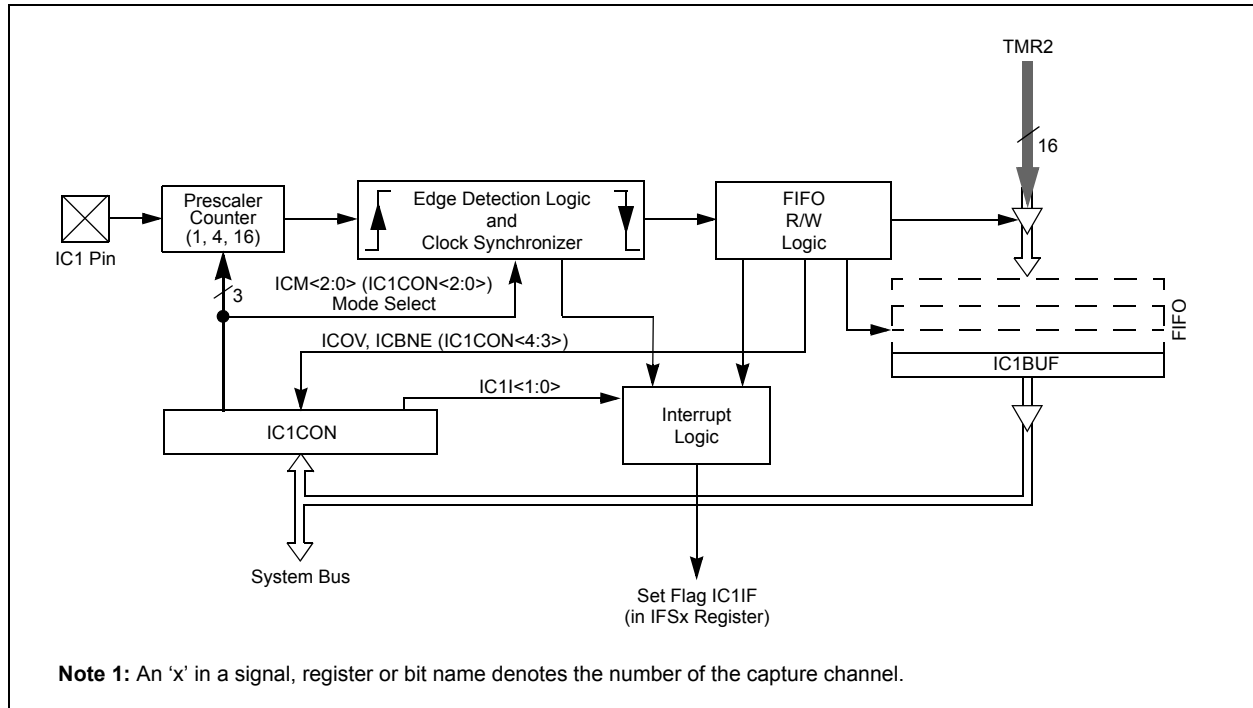 TMR2
16
Prescaler
Counter
(1, 4, 16)
Edge Detection Logic
and
Clock Synchronizer
FIFO
R/W
Logic
IC1 Pin
3
ICM<2:0> (IC1CON<2:0>)
Mode Select
FIFO
ICOV, ICBNE (IC1CON<4:3>)
IC1BUF
IC1I<1:0>
Interrupt
Logic
IC1CON
System Bus
Set Flag IC1IF
(in IFSx Register)
Note 1: An ‘x’ in a signal, register or bit name denotes the number of the capture channel.